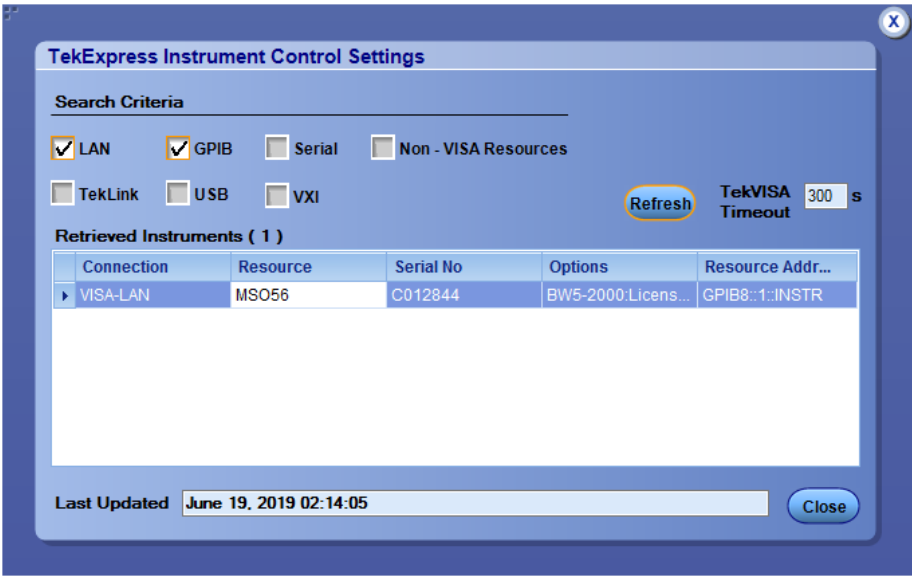 X
TekExpress Instrument Control Settings
Search Criteria
LAN GPIB Serial Non - VISA Resources
TekLink USB VXI
Refresh TekVISA Timeout 300 s
Retrieved Instruments ( 1 )
Connection Resource Serial No Options Resource Addr...
VISA-LAN MSO56 C012844 BW5-2000:Licens... GPIB8::1::INSTR
Last Updated June 19, 2019 02:14:05 Close